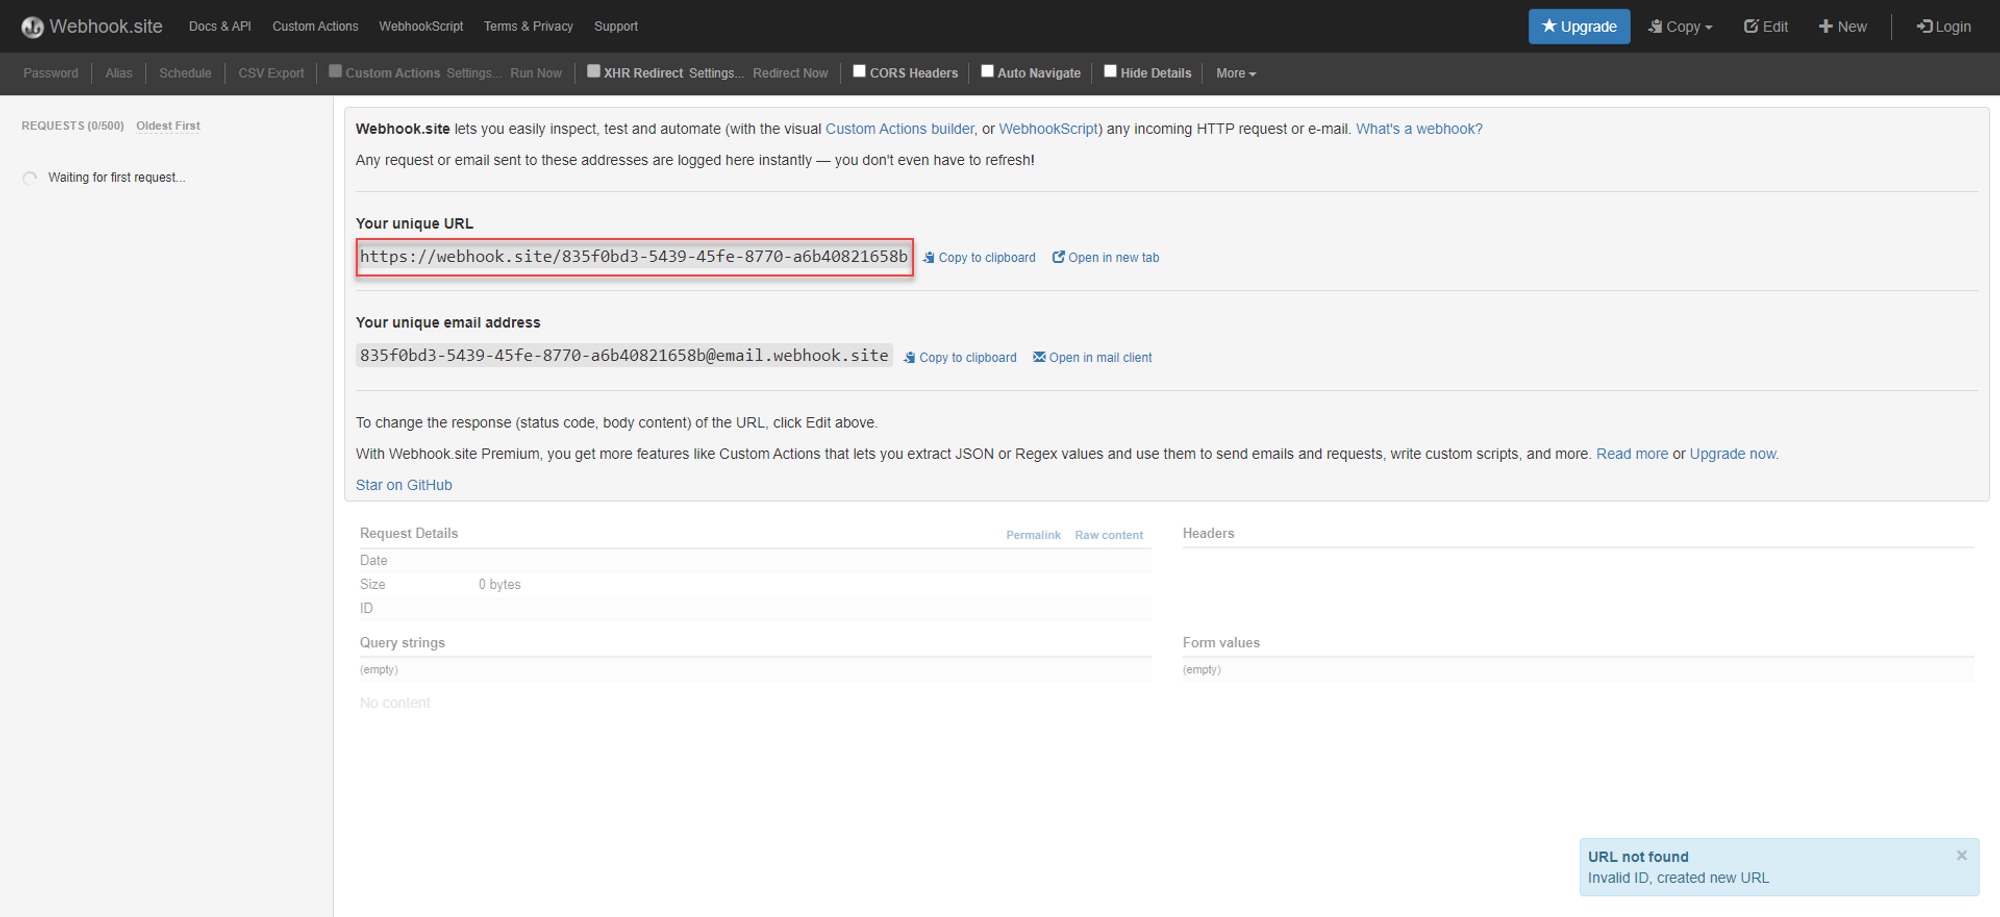 Webhook.site Docs & API Custom Actions WebhookScript Terms & Privacy Support Upgrade Copy Edit New Login
Password Alias Schedule CSV Export Custom Actions Settings... Run Now XHR Redirect Settings... Redirect Now CORS Headers Auto Navigate Hide Details More
REQUESTS (0/500) Oldest First
Waiting for first request...
Webhook.site lets you easily inspect, test and automate (with the visual Custom Actions builder, or WebhookScript) any incoming HTTP request or e-mail. What's a webhook?
Any request or email sent to these addresses are logged here instantly — you don't even have to refresh!
Your unique URL
https://webhook.site/835f0bd3-5439-45fe-8770-a6b40821658b Copy to clipboard Open in new tab
Your unique email address
835f0bd3-5439-45fe-8770-a6b40821658b@email.webhook.site Copy to clipboard Open in mail client
To change the response (status code, body content) of the URL, click Edit above.
With Webhook.site Premium, you get more features like Custom Actions that lets you extract JSON or Regex values and use them to send emails and requests, write custom scripts, and more. Read more or Upgrade now.
Star on GitHub
Request Details Permalink Raw content
Date
Size 0 bytes
ID
Query strings
(empty)
No content
Headers
Form values
(empty)
URL not found ×
Invalid ID, created new URL